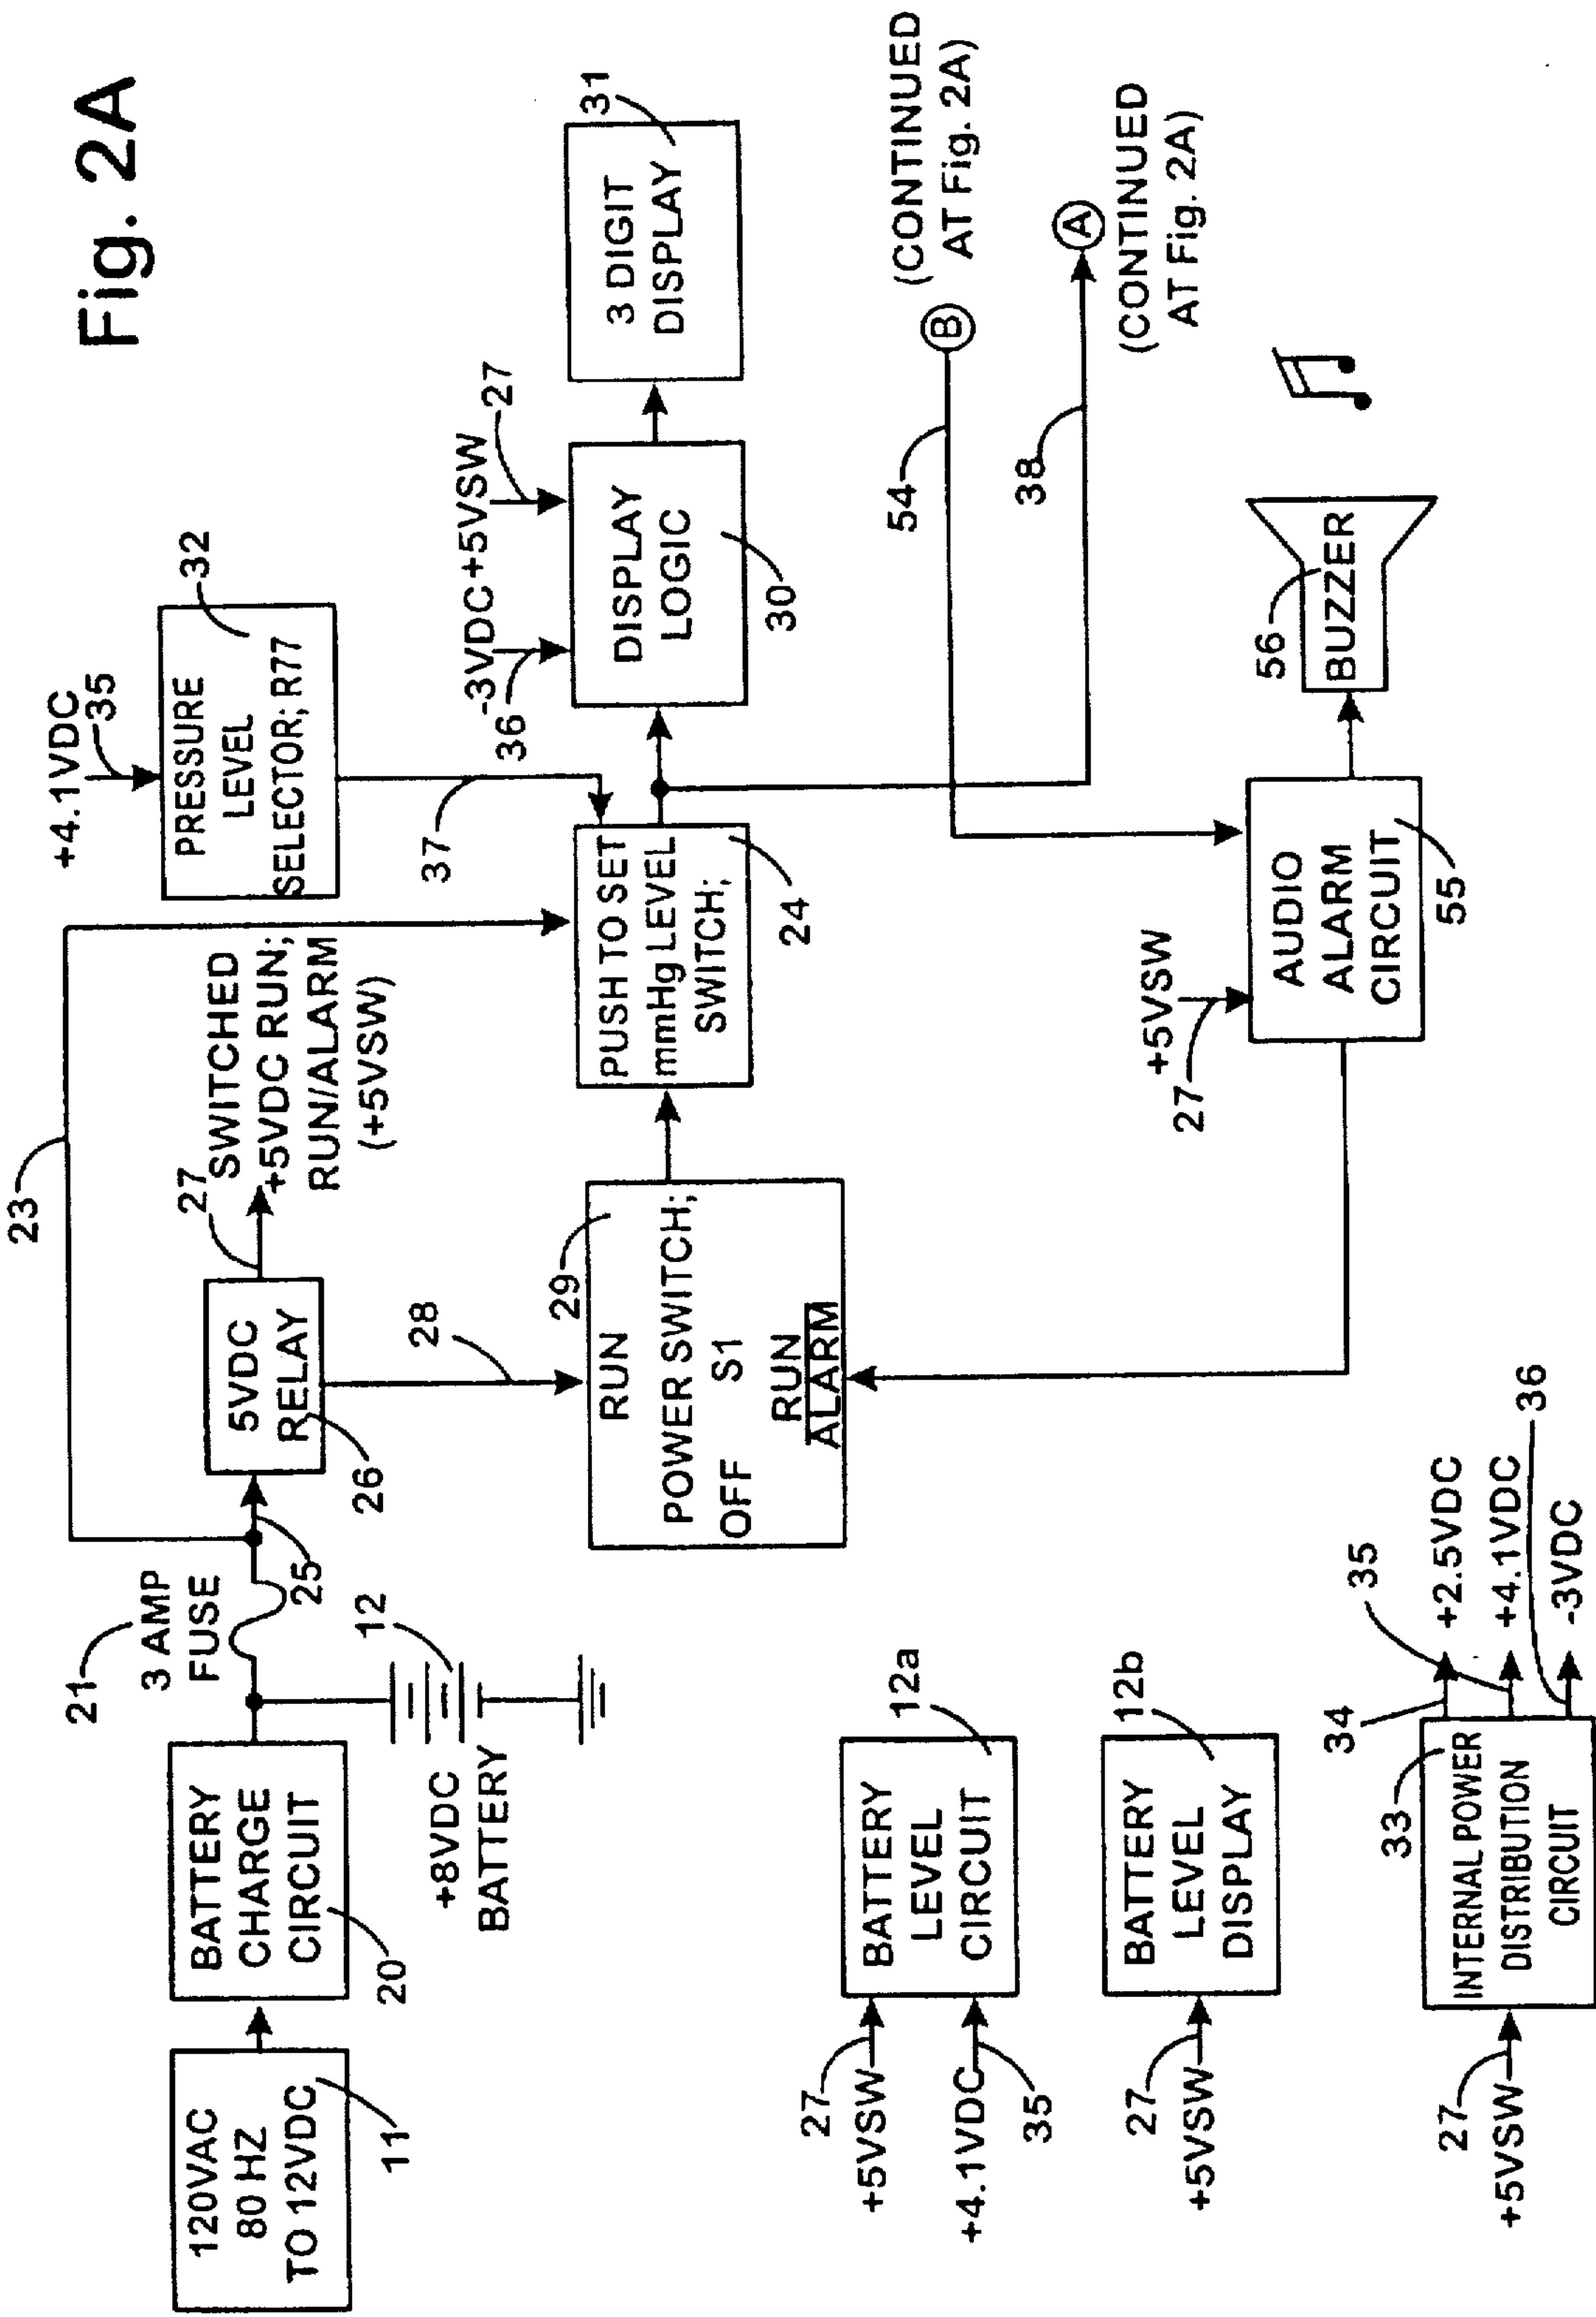 Fig. 2A
120VAC
80 HZ
TO 12VDC
11
BATTERY
CHARGE
CIRCUIT
20
21
3 AMP
FUSE
+8VDC
BATTERY
12
25
23
5VDC
RELAY
26
27
SWITCHED
+5VDC RUN;
RUN/ALARM
(+5VSW)
28
29
RUN
POWER SWITCH;
OFF S1
RUN
ALARM
+4.1VDC
35
PRESSURE
LEVEL
SELECTOR; R77
32
37
PUSH TO SET
mmHg LEVEL
SWITCH;
24
-3VDC
36
+5VSW
27
DISPLAY
LOGIC
30
3 DIGIT
DISPLAY
31
54
B
(CONTINUED
AT Fig. 2A)
38
A
(CONTINUED
AT Fig. 2A)
+5VSW
27
AUDIO
ALARM
CIRCUIT
55
56
BUZZER
27
+5VSW
+4.1VDC
35
BATTERY
LEVEL
CIRCUIT
12a
27
+5VSW
BATTERY
LEVEL
DISPLAY
12b
27
+5VSW
33
INTERNAL POWER
DISTRIBUTION
CIRCUIT
34
+2.5VDC
35
+4.1VDC
36
-3VDC